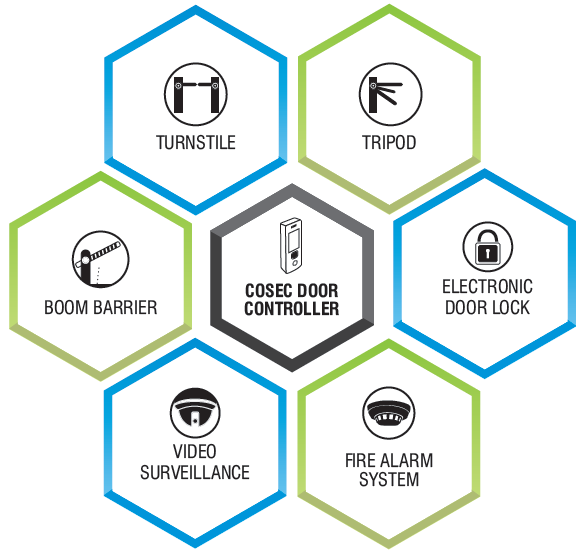 TURNSTILE
TRIPOD
BOOM BARRIER
COSEC DOOR
CONTROLLER
ELECTRONIC
DOOR LOCK
VIDEO
SURVEILLANCE
FIRE ALARM
SYSTEM